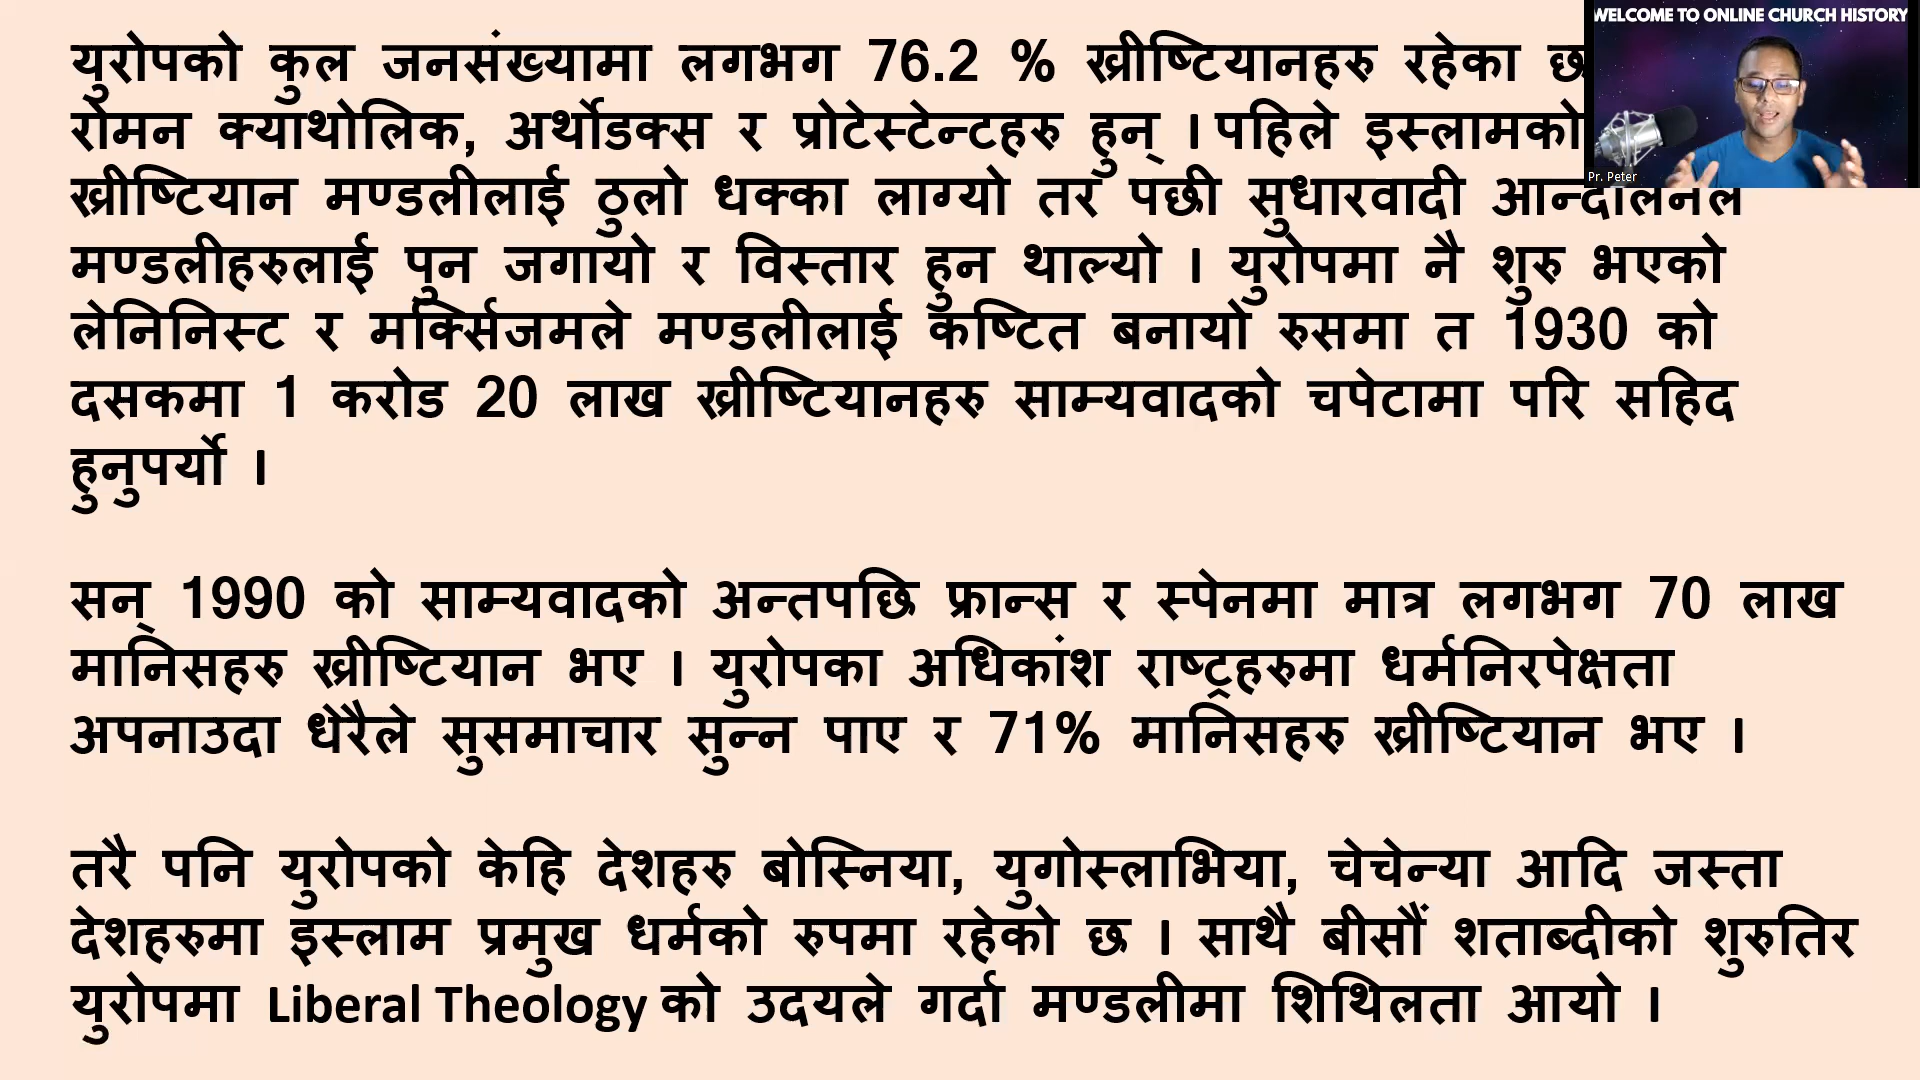 WELCOME TO ONLINE CHURCH HISTORY
युरोपको कुल जनसंख्यामा लगभग 76.2 % ख्रीष्टियानहरु रहेका
रोमन क्याथोलिक, अर्थोडक्स र प्रोटेस्टेन्टहरु हुन् । पहिले इस्लामको
Pr. Peter
ख्रीष्टियान मण्डलीलाई ठुलो धक्का लाग्यो तर पछी सुधारवादी आन्दोलनले
मण्डलीहरुलाई पुन जगायो र विस्तार हुन थाल्यो । युरोपमा नै शुरु भएको
लेनिनिस्ट र मर्क्सिजमले मण्डलीलाई कष्टित बनायो रुसमा त 1930 को
दसकमा 1 करोड 20 लाख ख्रीष्टियानहरु साम्यवादको चपेटामा परि सहिद
हुनुपर्यो ।
सन् 1990 को साम्यवादको अन्तपछि फ्रान्स र स्पेनमा मात्र लगभग 70 लाख
मानिसहरु ख्रीष्टियान भए । युरोपका अधिकांश राष्ट्रहरुमा धर्मनिरपेक्षता
अपनाउदा धेरैले सुसमाचार सुन्न पाए र 71% मानिसहरु ख्रीष्टियान भए ।
तरै पनि युरोपको केहि देशहरु बोस्निया, युगोस्लाभिया, चेचेन्या आदि जस्ता
देशहरुमा इस्लाम प्रमुख धर्मको रुपमा रहेको छ । साथै बीसौं शताब्दीको शुरुतिर
युरोपमा Liberal Theology को उदयले गर्दा मण्डलीमा शिथिलता आयो ।